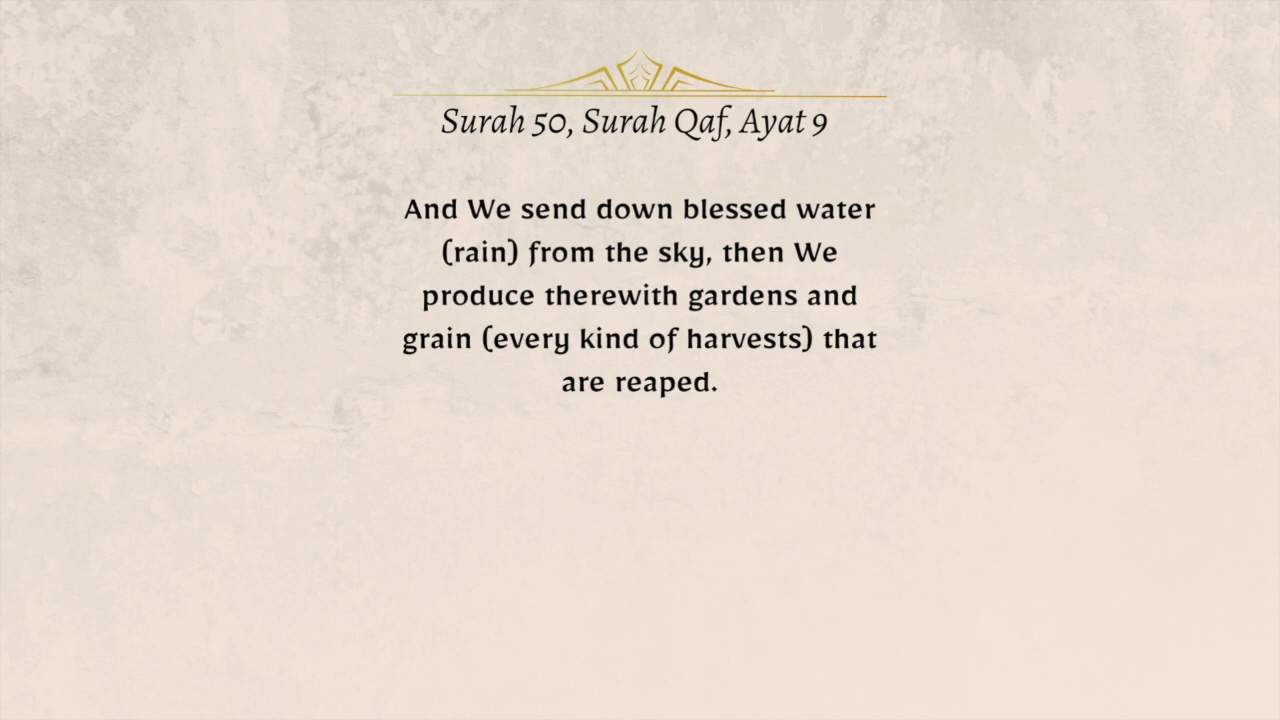 Surah 50, Surah Qaf, Ayat 9
And We send down blessed water
(rain) from the sky, then We
produce therewith gardens and
grain (every kind of harvests) that
are reaped.